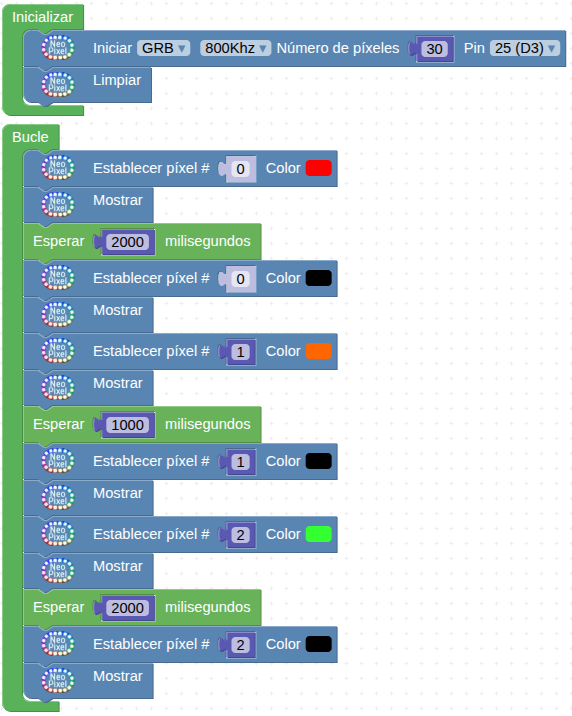 Inicializar
Neo Pixel Iniciar GRB ▾ 800Khz ▾ Número de píxeles 30 Pin 25 (D3) ▾
Neo Pixel Limpiar
Bucle
Neo Pixel Establecer píxel # 0 Color
Neo Pixel Mostrar
Esperar 2000 milisegundos
Neo Pixel Establecer píxel # 0 Color
Neo Pixel Mostrar
Neo Pixel Establecer píxel # 1 Color
Neo Pixel Mostrar
Esperar 1000 milisegundos
Neo Pixel Establecer píxel # 1 Color
Neo Pixel Mostrar
Neo Pixel Establecer píxel # 2 Color
Neo Pixel Mostrar
Esperar 2000 milisegundos
Neo Pixel Establecer píxel # 2 Color
Neo Pixel Mostrar